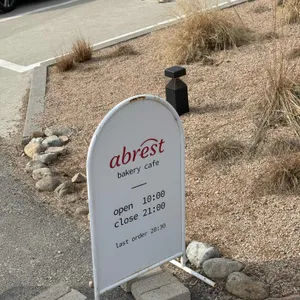 abrest
bakery cafe
open 10:00
close 21:00
last order 20:30